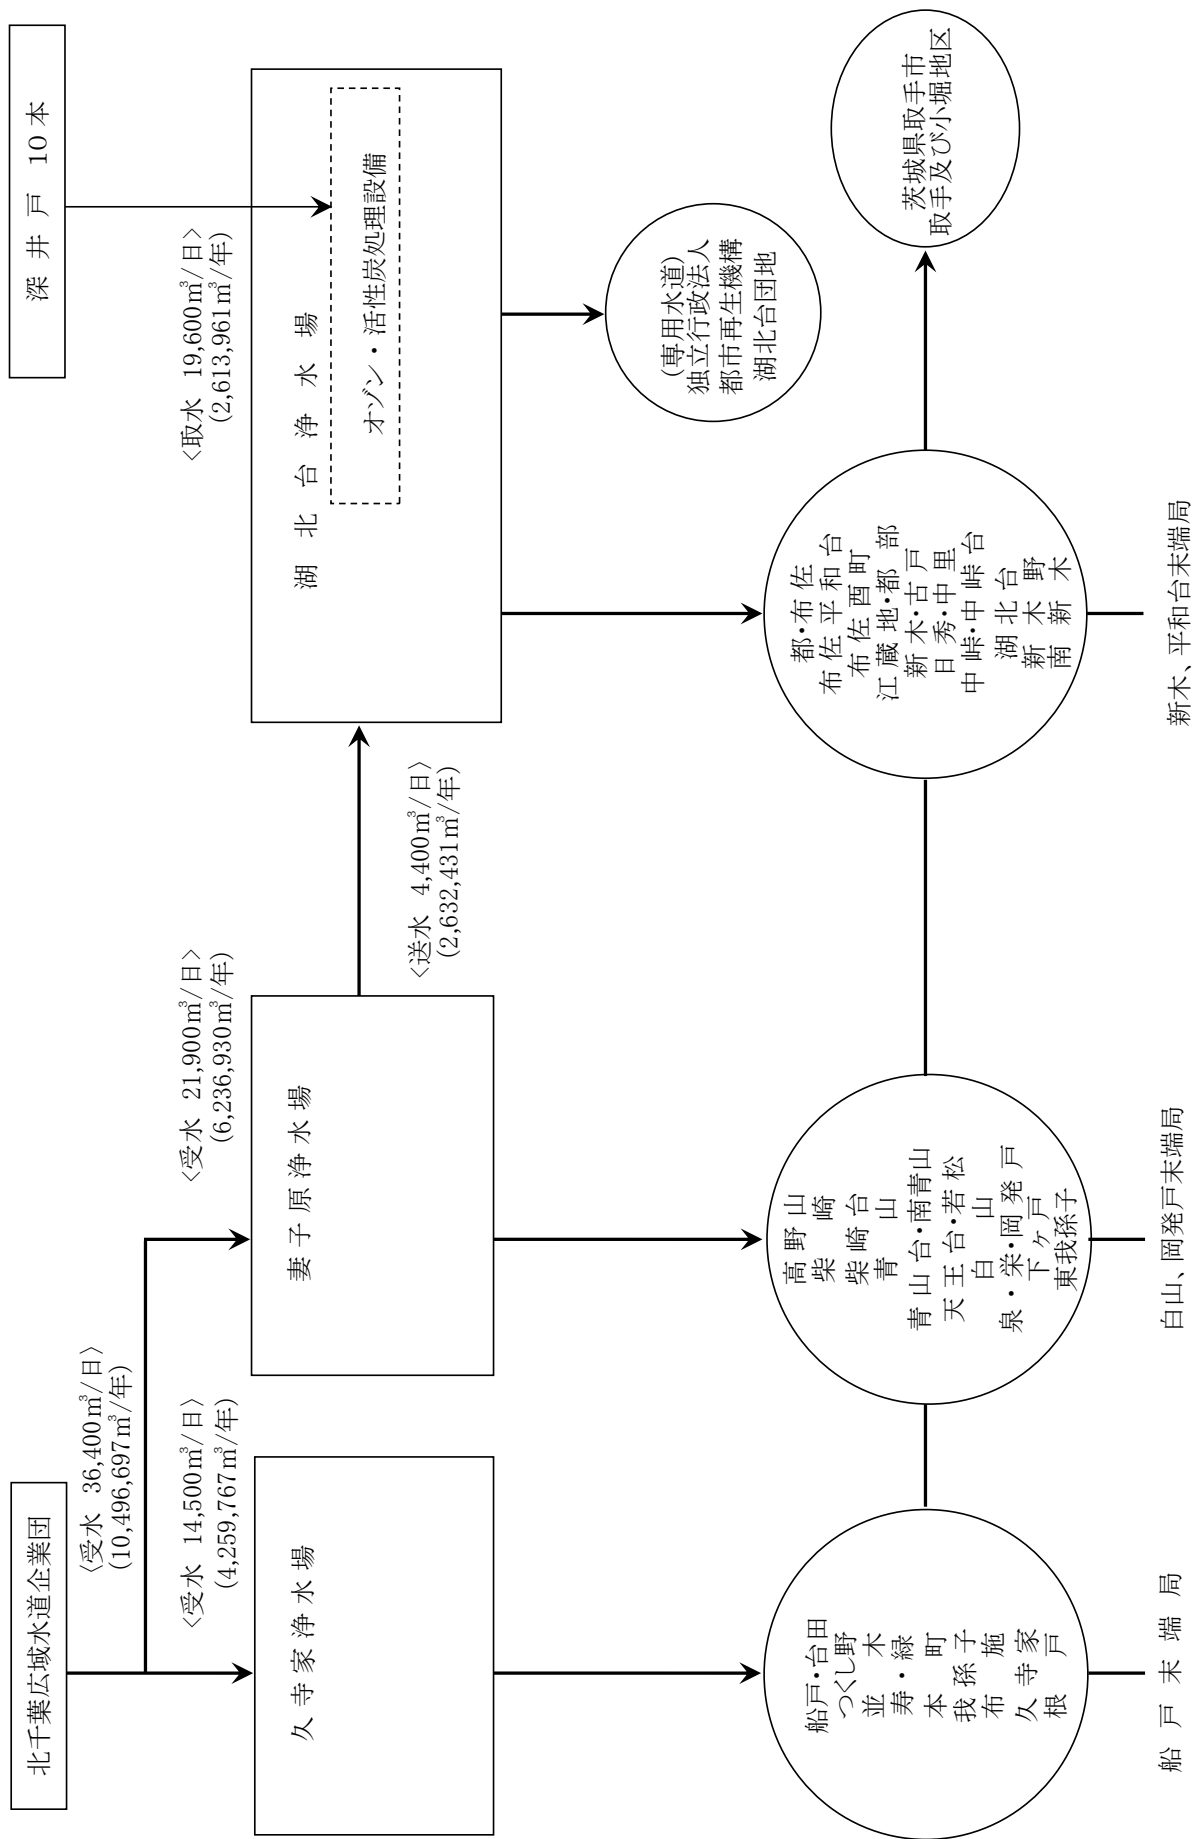 北千葉広域水道企業団
<受水 36,400㎥/日>
(10,496,697㎥/年)
<受水 14,500㎥/日>
(4,259,767㎥/年)
<受水 21,900㎥/日>
(6,236,930㎥/年)
深井戸 10本
<取水 19,600㎥/日>
(2,613,961㎥/年)
久寺家浄水場
妻子原浄水場
<送水 4,400㎥/日>
(2,632,431㎥/年)
湖北台浄水場
オゾン・活性炭処理設備
(専用水道)
独立行政法人
都市再生機構
湖北台団地
船戸・台田
つくし野
並木
寿・緑
本町
我孫子
布施
久寺家
根戸
船戸末端局
高野山
柴崎
柴崎台
青山
青山台・南青山
天王台・若松
白山
泉・栄・岡発戸
下ヶ戸
東我孫子
白山、岡発戸末端局
都・布佐
布佐平和台
布佐酉町
江蔵地・都部
新木・古戸
日秀・中里
中峠・中峠台
湖北台
新木野
南新木
新木、平和台末端局
茨城県取手市
取手及び小堀地区